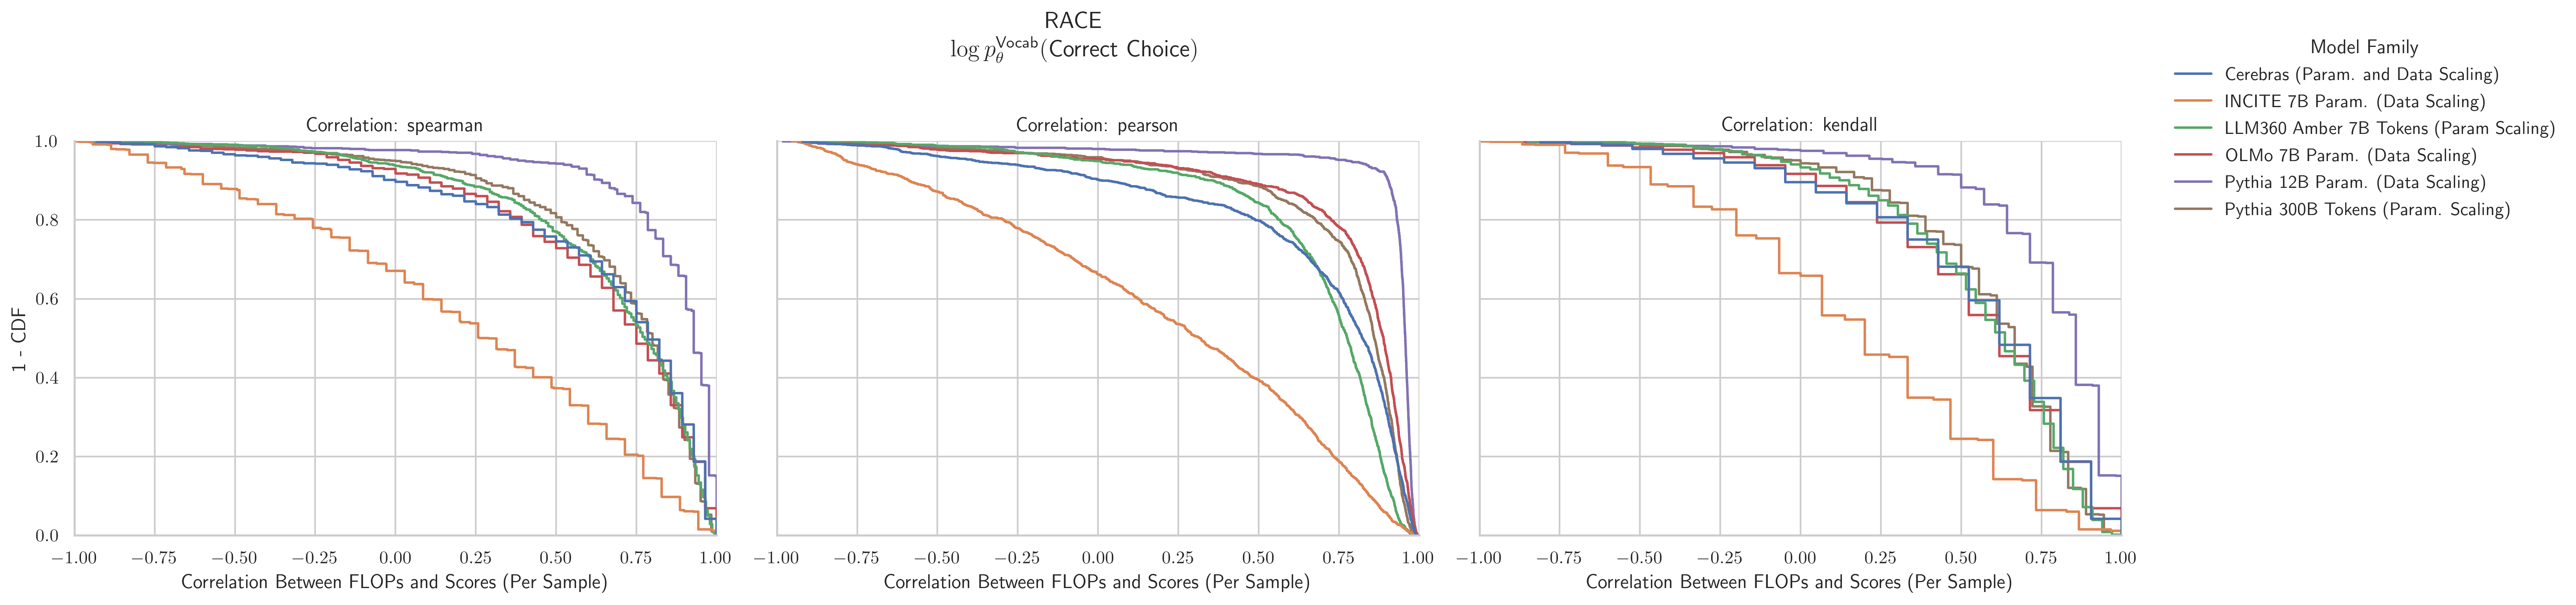 RACE
log p_θ^Vocab(Correct Choice)
Model Family
Cerebras (Param. and Data Scaling)
INCITE 7B Param. (Data Scaling)
LLM360 Amber 7B Tokens (Param Scaling)
OLMo 7B Param. (Data Scaling)
Pythia 12B Param. (Data Scaling)
Pythia 300B Tokens (Param. Scaling)
Correlation: spearman
1.0
0.8
0.6
0.4
0.2
0.0
1 - CDF
−1.00 −0.75 −0.50 −0.25 0.00 0.25 0.50 0.75 1.00
Correlation Between FLOPs and Scores (Per Sample)
Correlation: pearson
−1.00 −0.75 −0.50 −0.25 0.00 0.25 0.50 0.75 1.00
Correlation Between FLOPs and Scores (Per Sample)
Correlation: kendall
−1.00 −0.75 −0.50 −0.25 0.00 0.25 0.50 0.75 1.00
Correlation Between FLOPs and Scores (Per Sample)